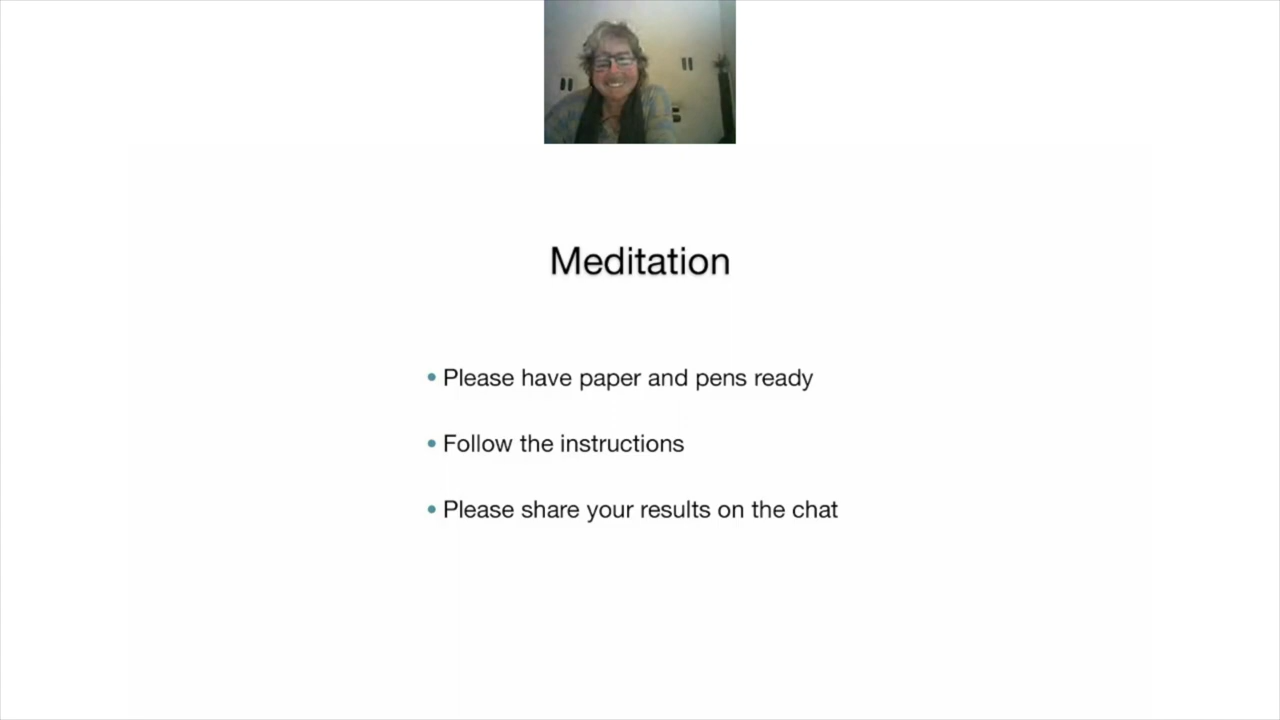 Meditation
• Please have paper and pens ready
• Follow the instructions
• Please share your results on the chat